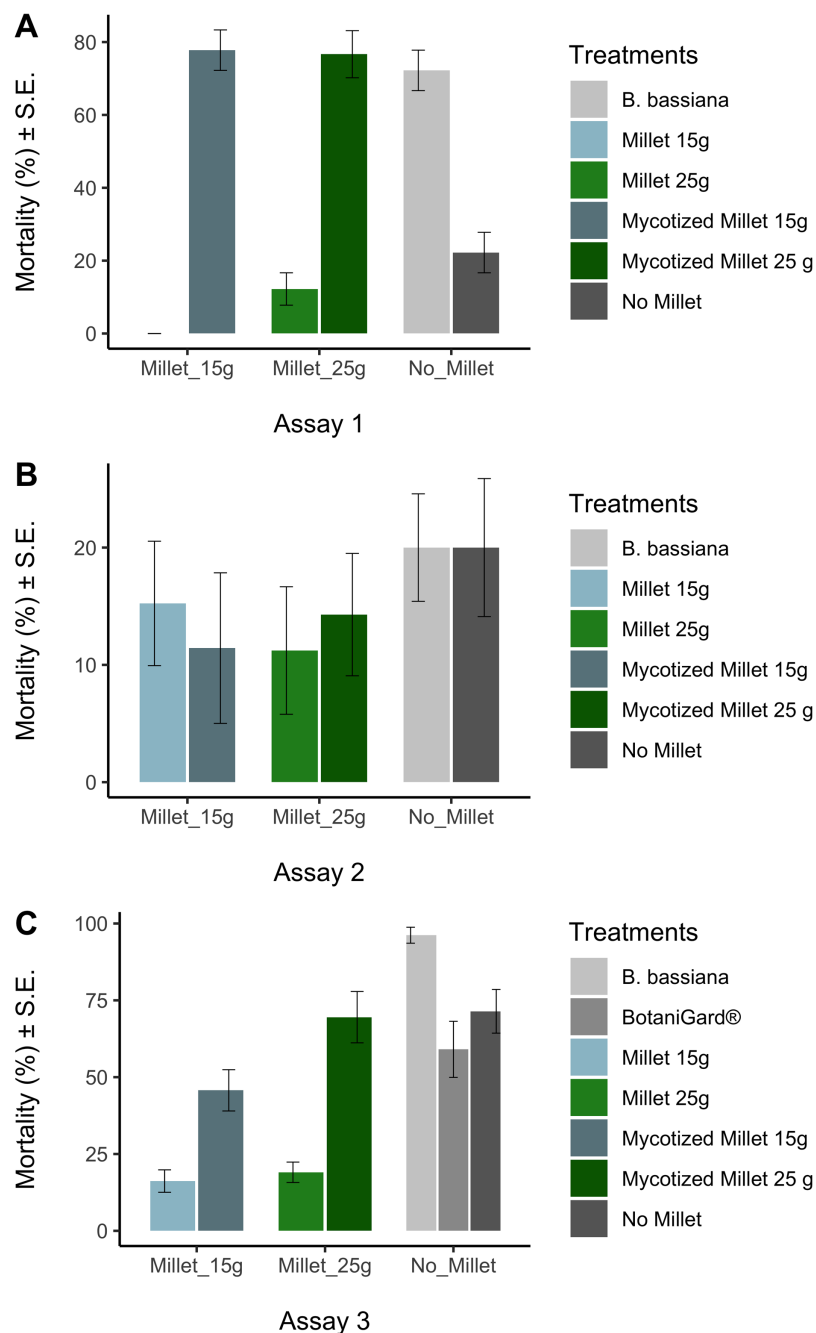 A
Mortality (%) ± S.E.
80
60
40
20
0
Millet_15g
Millet_25g
No_Millet
Assay 1
Treatments
B. bassiana
Millet 15g
Millet 25g
Mycotized Millet 15g
Mycotized Millet 25 g
No Millet
B
Mortality (%) ± S.E.
20
10
0
Millet_15g
Millet_25g
No_Millet
Assay 2
Treatments
B. bassiana
Millet 15g
Millet 25g
Mycotized Millet 15g
Mycotized Millet 25 g
No Millet
C
Mortality (%) ± S.E.
100
75
50
25
0
Millet_15g
Millet_25g
No_Millet
Assay 3
Treatments
B. bassiana
BotaniGard®
Millet 15g
Millet 25g
Mycotized Millet 15g
Mycotized Millet 25 g
No Millet